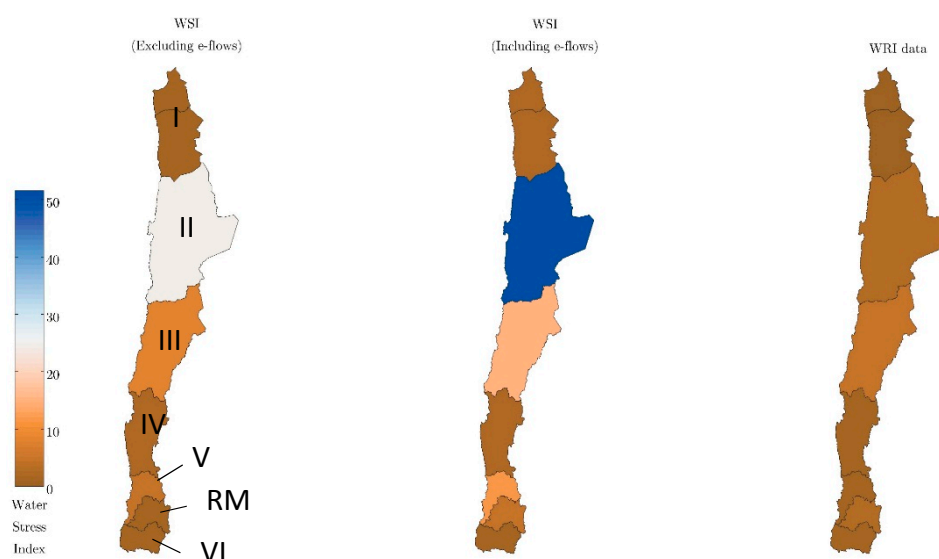 WSI
(Excluding e-flows)
WSI
(Including e-flows)
WRI data
I
II
III
IV
V
RM
VI
50
40
30
20
10
0
Water
Stress
Index